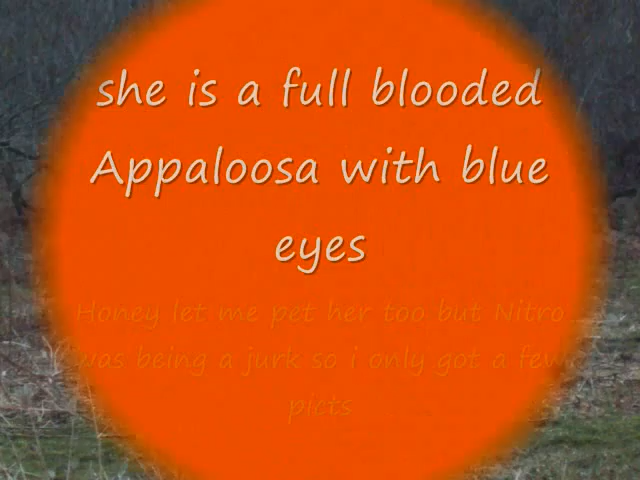 she is a full blooded
Appaloosa with blue
eyes
Honey let me pet her too but Nitro
was being a jurk so i only got a few
picts